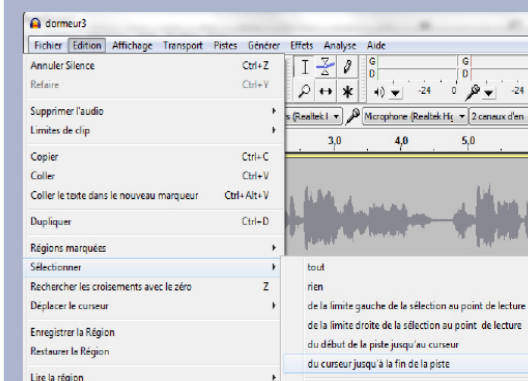 dormeur3
Fichier Edition Affichage Transport Pistes Générer Effets Analyse Aide
Annuler Silence Ctrl+Z
Refaire Ctrl+V
Supprimer l'audio
Limites de clip
Copier Ctrl+C
Coller Ctrl+V
Coller le texte dans le nouveau marqueur Ctrl+Alt+V
Dupliquer Ctrl+D
Régions marquées
Sélectionner
Rechercher les croisements avec le zéro Z
Déplacer le curseur
Enregistrer la Région
Restaurer la Région
Lire la région
G G
D D
-24 0 -24
s (Realtek Microphone (Realtek 2 canaux d'en
3,0 4,0 5,0
tout
rien
de la limite gauche de la sélection au point de lecture
de la limite droite de la sélection au point de lecture
du début de la piste jusqu'au curseur
du curseur jusqu'à la fin de la piste